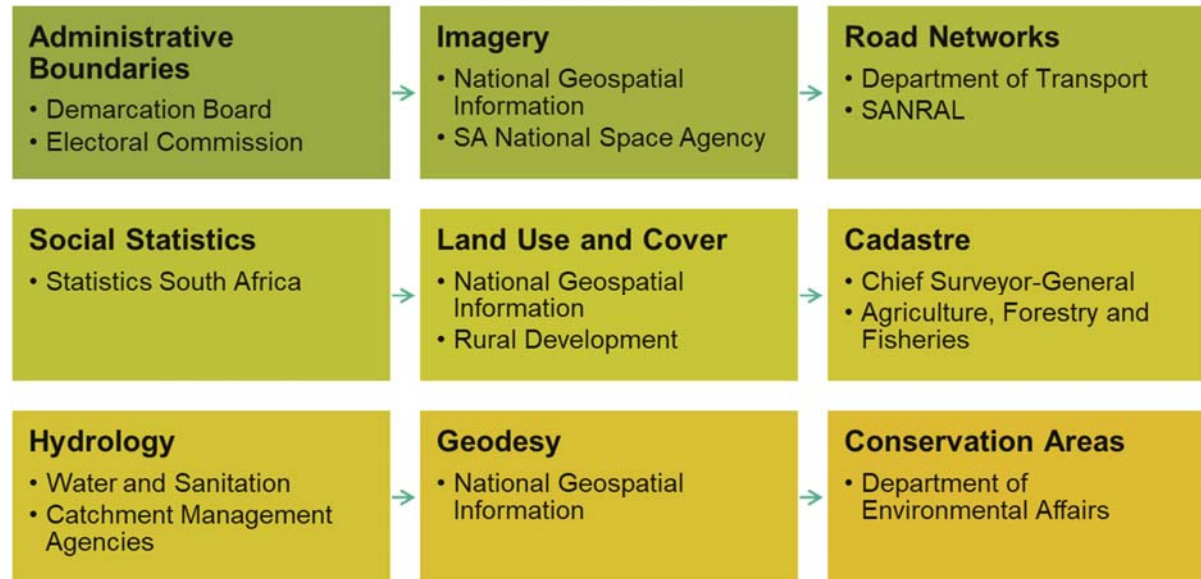 Administrative
Boundaries
• Demarcation Board
• Electoral Commission
Imagery
• National Geospatial
Information
• SA National Space Agency
Road Networks
• Department of Transport
• SANRAL
Social Statistics
• Statistics South Africa
Land Use and Cover
• National Geospatial
Information
• Rural Development
Cadastre
• Chief Surveyor-General
• Agriculture, Forestry and
Fisheries
Hydrology
• Water and Sanitation
• Catchment Management
Agencies
Geodesy
• National Geospatial
Information
Conservation Areas
• Department of
Environmental Affairs